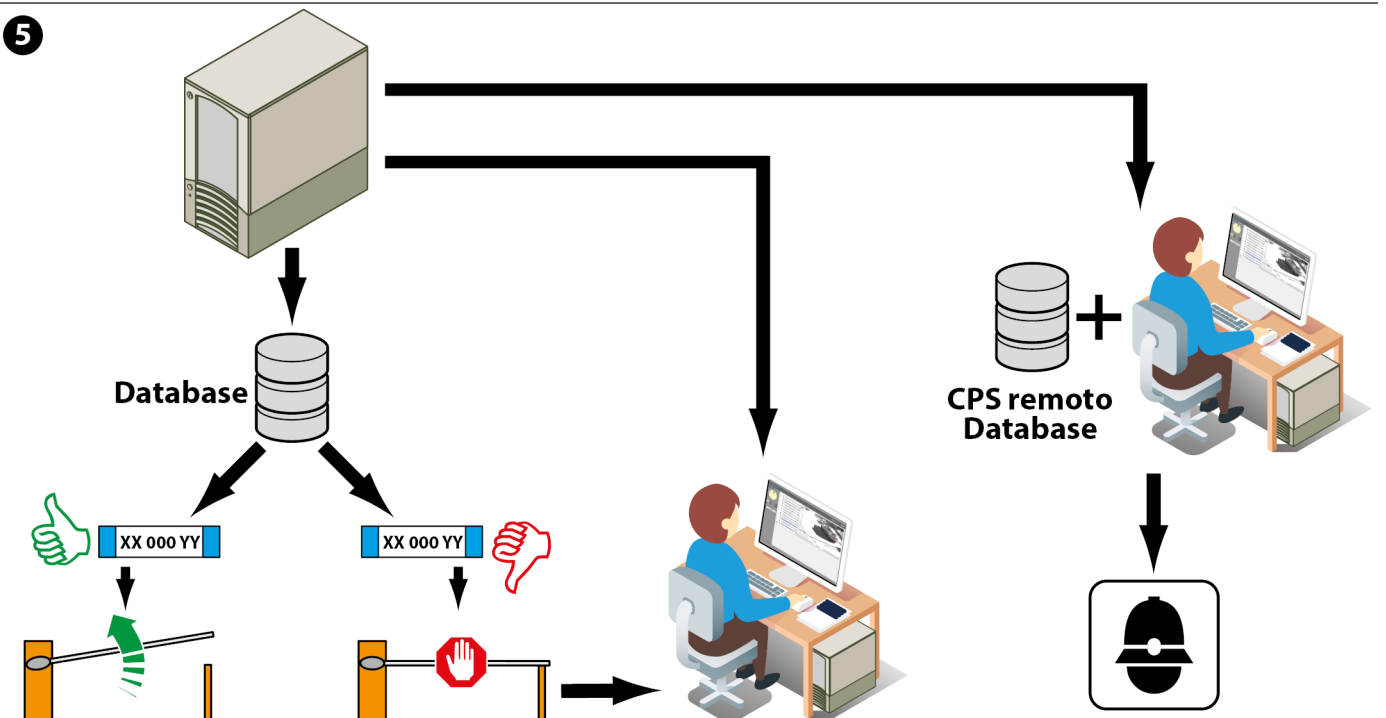 5
Database
CPS remoto
Database
XX 000 YY
XX 000 YY